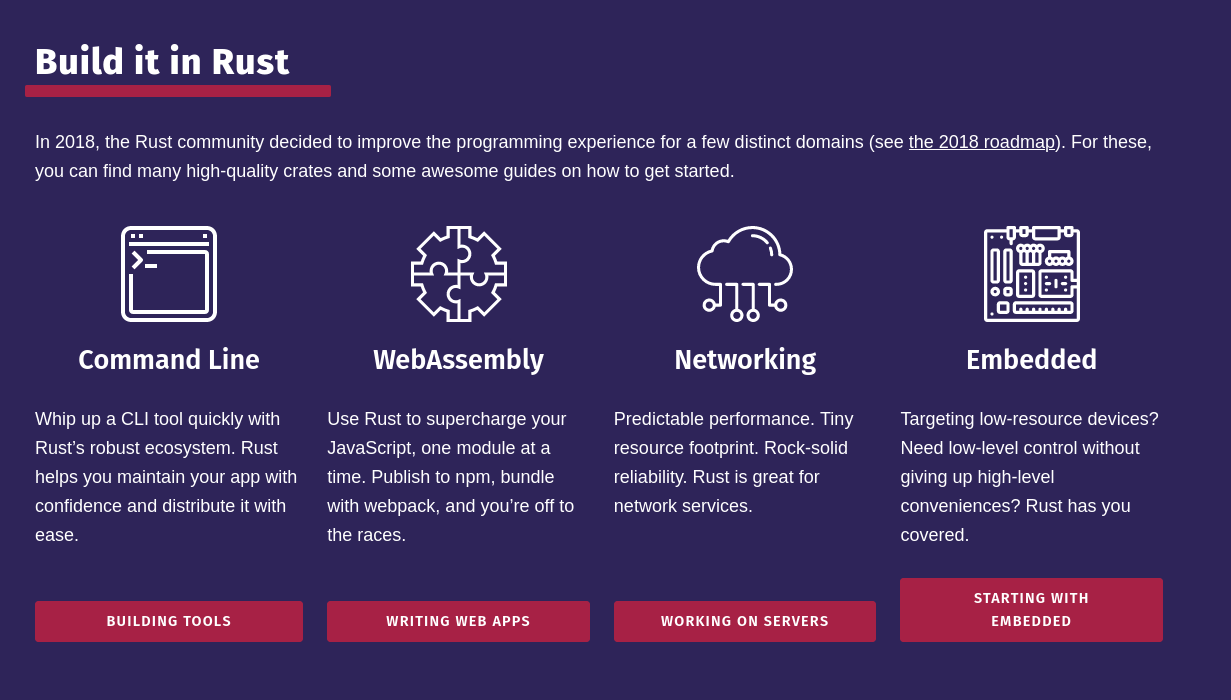 Build it in Rust
In 2018, the Rust community decided to improve the programming experience for a few distinct domains (see the 2018 roadmap). For these,
you can find many high-quality crates and some awesome guides on how to get started.
Command Line
Whip up a CLI tool quickly with
Rust’s robust ecosystem. Rust
helps you maintain your app with
confidence and distribute it with
ease.
BUILDING TOOLS
WebAssembly
Use Rust to supercharge your
JavaScript, one module at a
time. Publish to npm, bundle
with webpack, and you’re off to
the races.
WRITING WEB APPS
Networking
Predictable performance. Tiny
resource footprint. Rock-solid
reliability. Rust is great for
network services.
WORKING ON SERVERS
Embedded
Targeting low-resource devices?
Need low-level control without
giving up high-level
conveniences? Rust has you
covered.
STARTING WITH
EMBEDDED